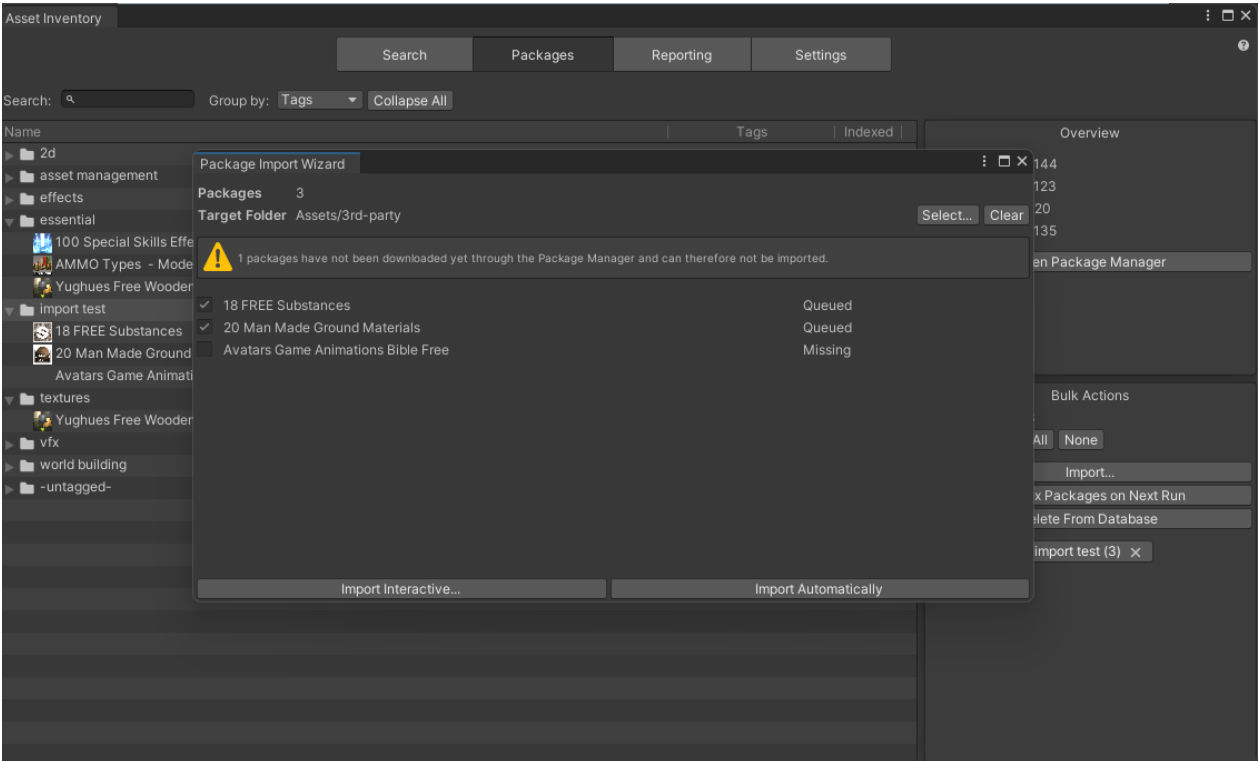 Asset Inventory
Search Packages Reporting Settings
Search: Group by: Tags Collapse All
Name Tags Indexed
2d
asset management
effects
essential
100 Special Skills Effe
AMMO Types - Mode
Yughues Free Wooden
import test
18 FREE Substances
20 Man Made Ground
Avatars Game Animati
textures
Yughues Free Wooden
vfx
world building
-untagged-
Package Import Wizard
Packages 3
Target Folder Assets/3rd-party
Select... Clear
1 packages have not been downloaded yet through the Package Manager and can therefore not be imported.
18 FREE Substances Queued
20 Man Made Ground Materials Queued
Avatars Game Animations Bible Free Missing
Import Interactive... Import Automatically
Overview
144
123
20
135
en Package Manager
Bulk Actions
All None
Import...
x Packages on Next Run
elete From Database
import test (3)